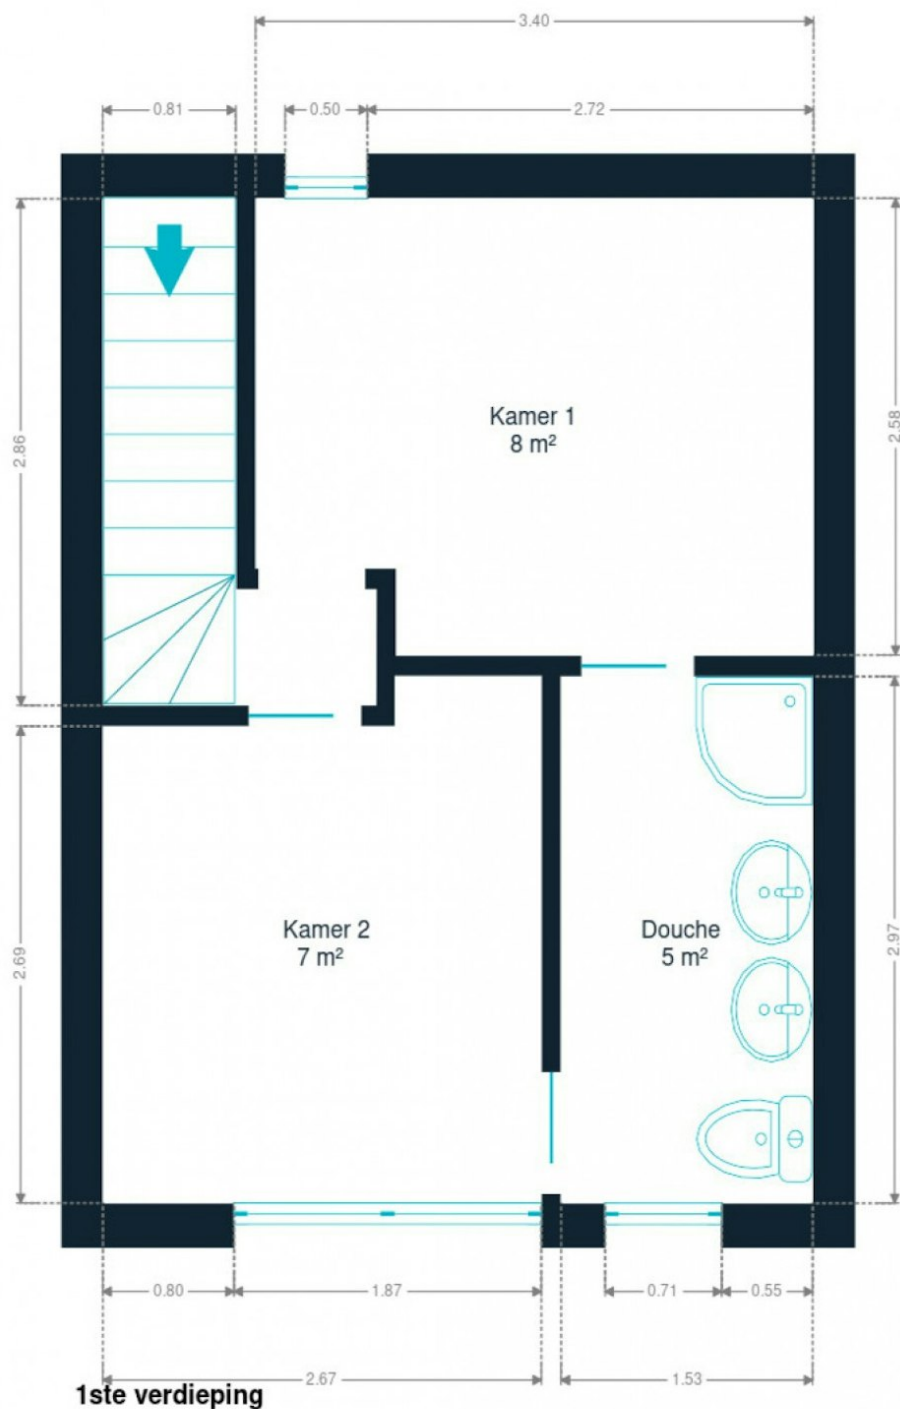 3.40
0.81
0.50
2.72
2.86
2.58
Kamer 1
8 m²
Kamer 2
7 m²
Douche
5 m²
2.69
2.97
0.80
1.87
0.71
0.55
2.67
1.53
1ste verdieping